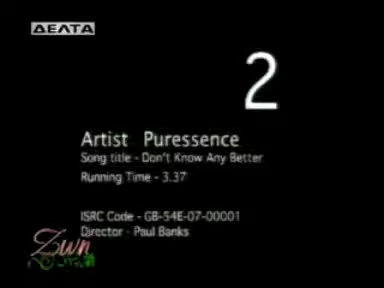 ΔΕΛΤΑ
2
Artist Puressence
Song title - Don't Know Any Better
Running Time - 3.37
ISRC Code - GB-54E-07-00001
Director - Paul Banks
Zwn